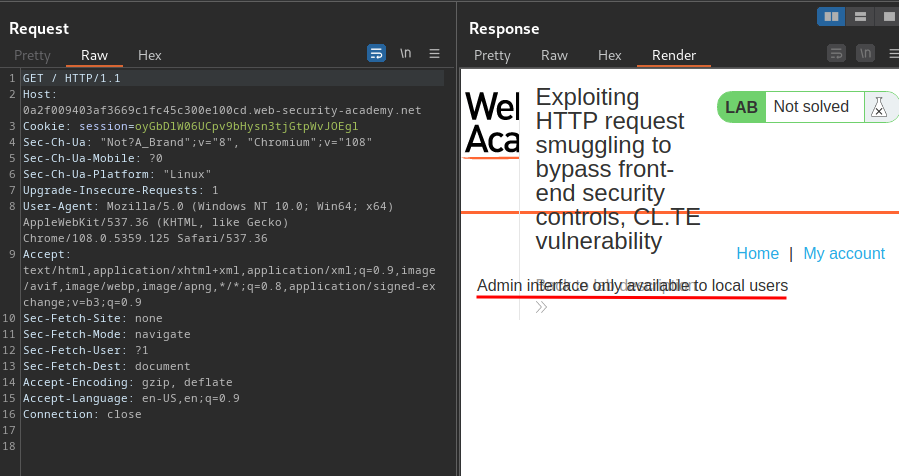 Request
Pretty Raw Hex \n
1 GET / HTTP/1.1
2 Host:
0a2f009403af3669c1fc45c300e100cd.web-security-academy.net
3 Cookie: session=oyGbDlW06UCpv9bHysn3tjGtpWvJOEgl
4 Sec-Ch-Ua: "Not?A_Brand";v="8", "Chromium";v="108"
5 Sec-Ch-Ua-Mobile: ?0
6 Sec-Ch-Ua-Platform: "Linux"
7 Upgrade-Insecure-Requests: 1
8 User-Agent: Mozilla/5.0 (Windows NT 10.0; Win64; x64)
AppleWebKit/537.36 (KHTML, like Gecko)
Chrome/108.0.5359.125 Safari/537.36
9 Accept:
text/html,application/xhtml+xml,application/xml;q=0.9,image
/avif,image/webp,image/apng,*/*;q=0.8,application/signed-ex
change;v=b3;q=0.9
10 Sec-Fetch-Site: none
11 Sec-Fetch-Mode: navigate
12 Sec-Fetch-User: ?1
13 Sec-Fetch-Dest: document
14 Accept-Encoding: gzip, deflate
15 Accept-Language: en-US,en;q=0.9
16 Connection: close
17
18
Response
Pretty Raw Hex Render \n
Wel
Aca
Exploiting
HTTP request
smuggling to
bypass front-
end security
controls, CL.TE
vulnerability
LAB Not solved
Home | My account
Admin interface only available to local users